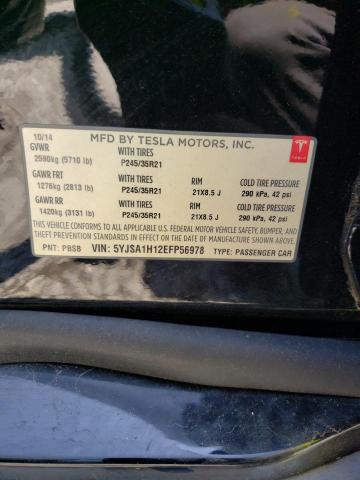 10/14 MFD BY TESLA MOTORS, INC.
GVWR WITH TIRES
2590kg (5710 lb) P245/35R21
GAWR FRT WITH TIRES RIM COLD TIRE PRESSURE
1276kg (2813 lb) P245/35R21 21X8.5 J 290 kPa, 42 psi
GAWR RR WITH TIRES RIM COLD TIRE PRESSURE
1420kg (3131 lb) P245/35R21 21X8.5 J 290 kPa, 42 psi
THIS VEHICLE CONFORMS TO ALL APPLICABLE U.S. FEDERAL MOTOR VEHICLE SAFETY, BUMPER, AND
THEFT PREVENTION STANDARDS IN EFFECT ON THE DATE OF MANUFACTURE SHOWN ABOVE.
PNT: PBSB VIN: 5YJSA1H12EFP56978 TYPE: PASSENGER CAR
TESLA